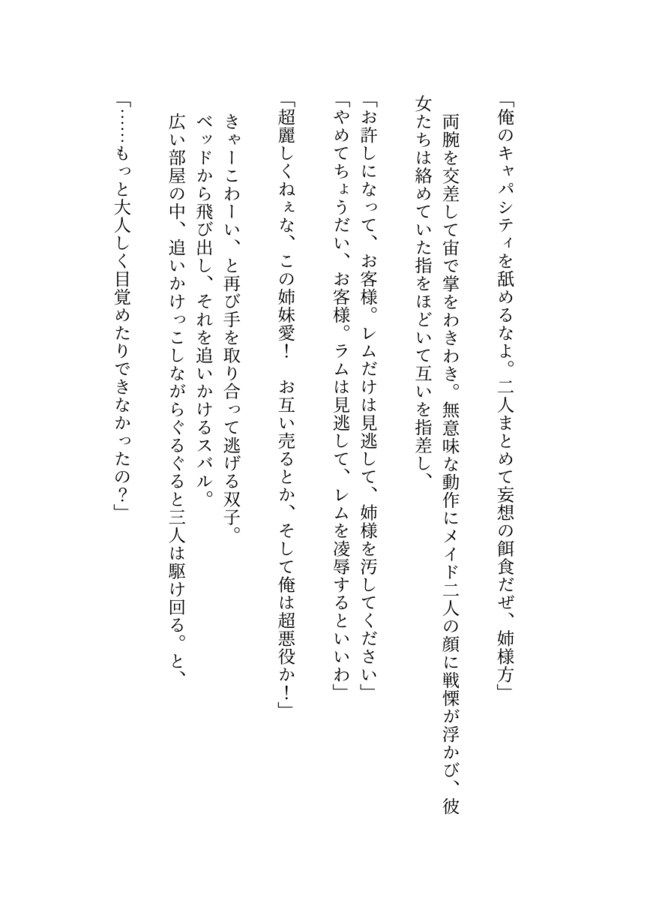 「俺のキャパシティを舐めるなよ。二人まとめて妄想の餌食だぜ、姉様方」
両腕を交差して宙で掌をわきわき。無意味な動作にメイド二人の顔に戦慄が浮かび、彼
女たちは絡めていた指をほどいて互いを指差し、
「お許しになって、お客様。レムだけは見逃して、姉様を汚してください」
「やめてちょうだい、お客様。ラムは見逃して、レムを凌辱するといいわ」
「超麗しくねぇな、この姉妹愛！　お互い売るとか、そして俺は超悪役か！」
きゃーこわーい、と再び手を取り合って逃げる双子。
ベッドから飛び出し、それを追いかけるスバル。
広い部屋の中、追いかけっこしながらぐるぐると三人は駆け回る。と、
「……もっと大人しく目覚めたりできなかったの？」